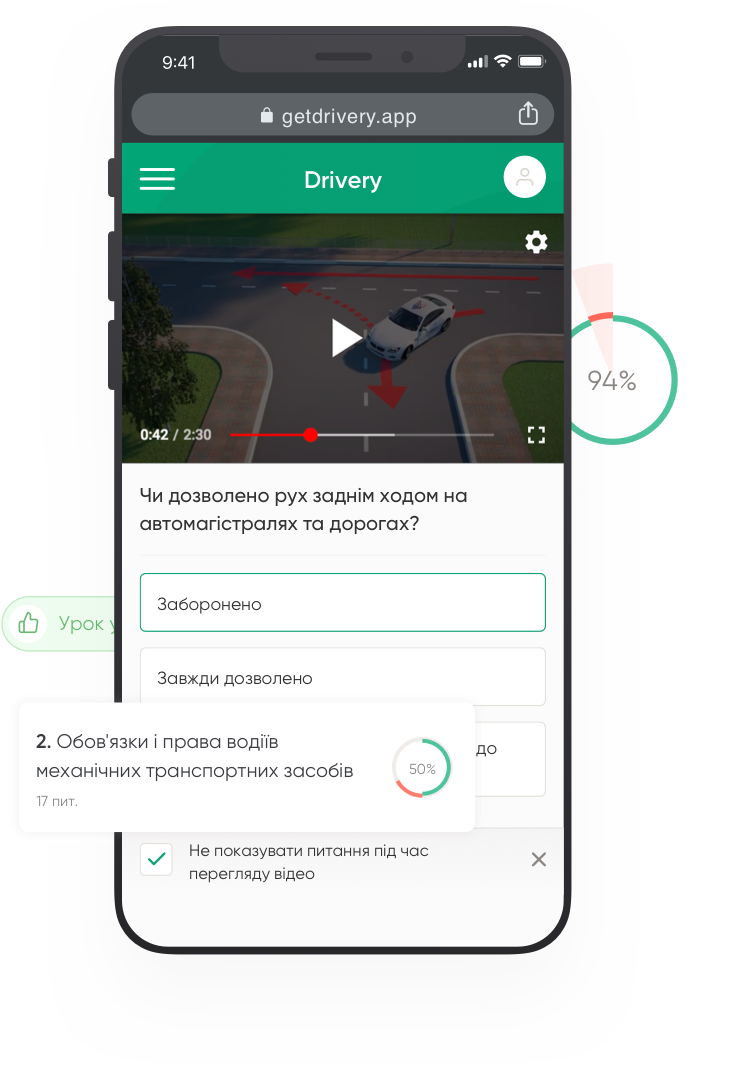 9:41
getdrivery.app
Drivery
94%
0:42 / 2:30
Чи дозволено рух заднім ходом на
автомагістралях та дорогах?
Заборонено
Урок
Завжди дозволено
до
2. Обов'язки і права водіїв
механічних транспортних засобів
17 пит.
50%
Не показувати питання під час
перегляду відео